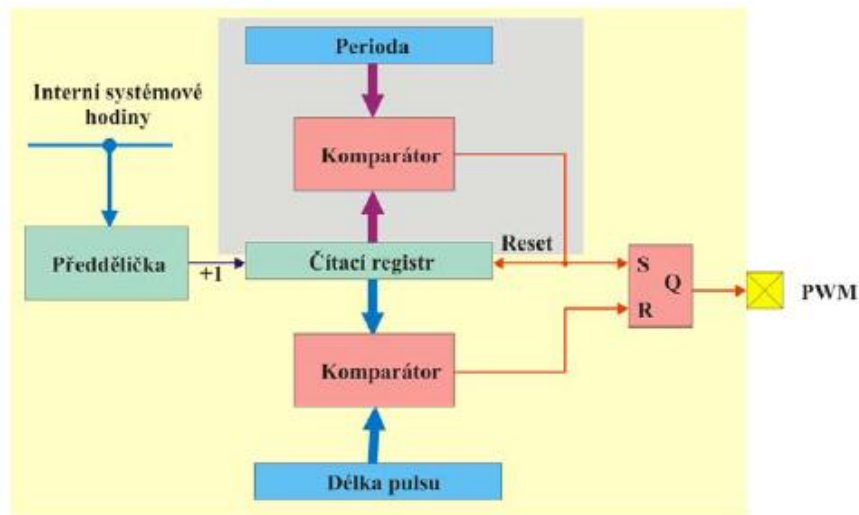 Perioda
Interní systémové
hodiny
Komparátor
Předdělička
+1
Čítací registr
Reset
S
Q
R
PWM
Komparátor
Délka pulsu